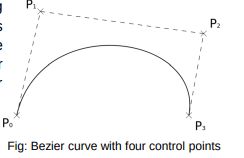 P₁
P₂
P₀
P₃
Fig: Bezier curve with four control points